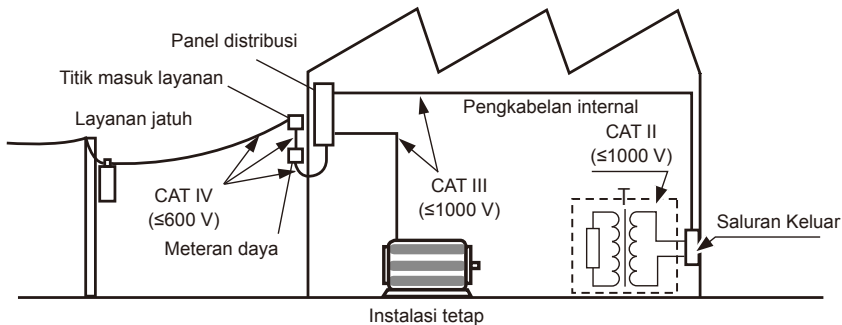 Panel distribusi
Titik masuk layanan
Layanan jatuh
Pengkabelan internal
CAT II
(≤1000 V)
CAT IV
(≤600 V)
CAT III
(≤1000 V)
Saluran Keluar
Meteran daya
Instalasi tetap